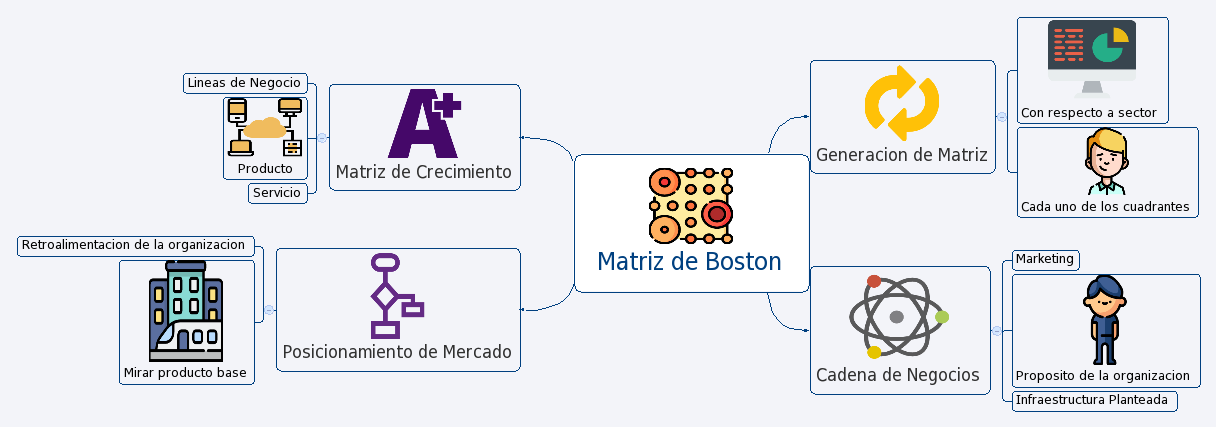 Matriz de Boston
Generacion de Matriz
Con respecto a sector
Cada uno de los cuadrantes
Cadena de Negocios
Marketing
Proposito de la organizacion
Infraestructura Planteada
Matriz de Crecimiento
Lineas de Negocio
Producto
Servicio
Posicionamiento de Mercado
Retroalimentacion de la organizacion
Mirar producto base